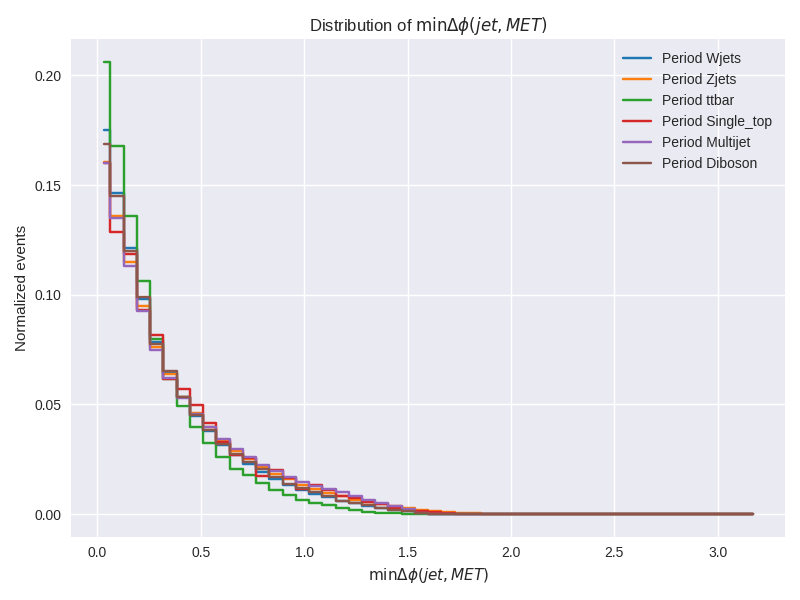 Distribution of minΔϕ(jet, MET)
Period Wjets
Period Zjets
Period ttbar
Period Single_top
Period Multijet
Period Diboson
Normalized events
0.20
0.15
0.10
0.05
0.00
0.0 0.5 1.0 1.5 2.0 2.5 3.0
minΔϕ(jet, MET)